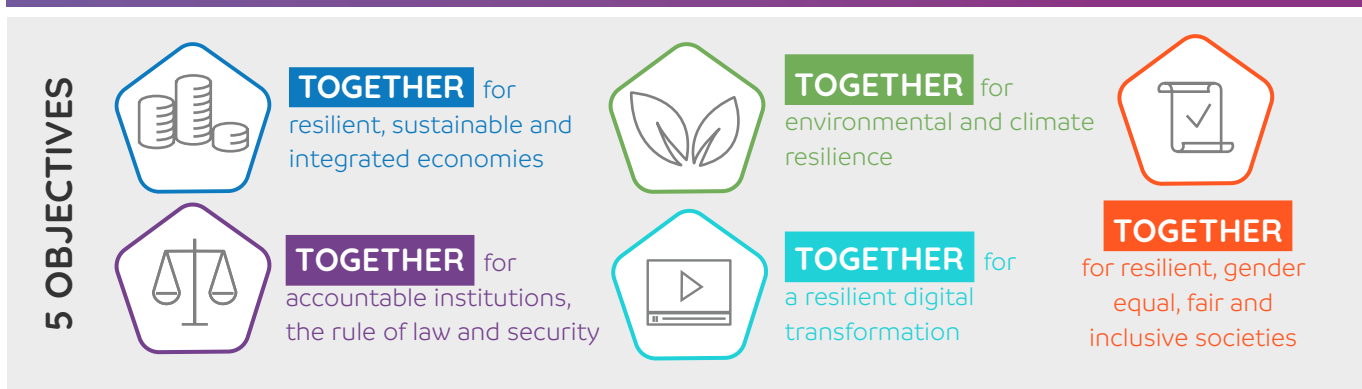 5 OBJECTIVES
TOGETHER for
resilient, sustainable and
integrated economies
TOGETHER for
environmental and climate
resilience
TOGETHER
for resilient, gender
equal, fair and
inclusive societies
TOGETHER for
accountable institutions,
the rule of law and security
TOGETHER for
a resilient digital
transformation